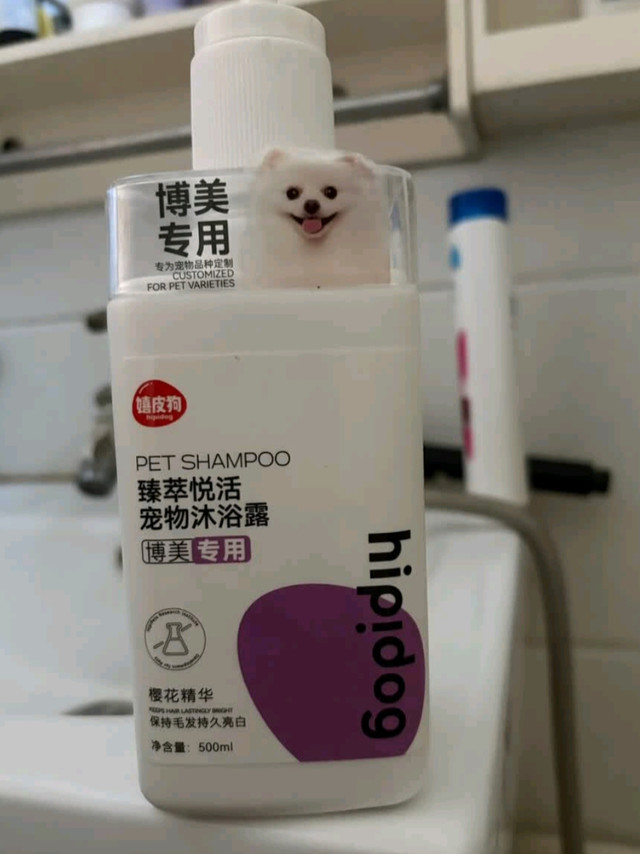 博美
专用
专为宠物品种定制
CUSTOMIZED
FOR PET VARIETIES
嬉皮狗
hipidog
PET SHAMPOO
臻萃悦活
宠物沐浴露
博美专用
hipidog
樱花精华
KEEPS HAIR LASTINGLY BRIGHT
保持毛发持久亮白
净含量: 500ml